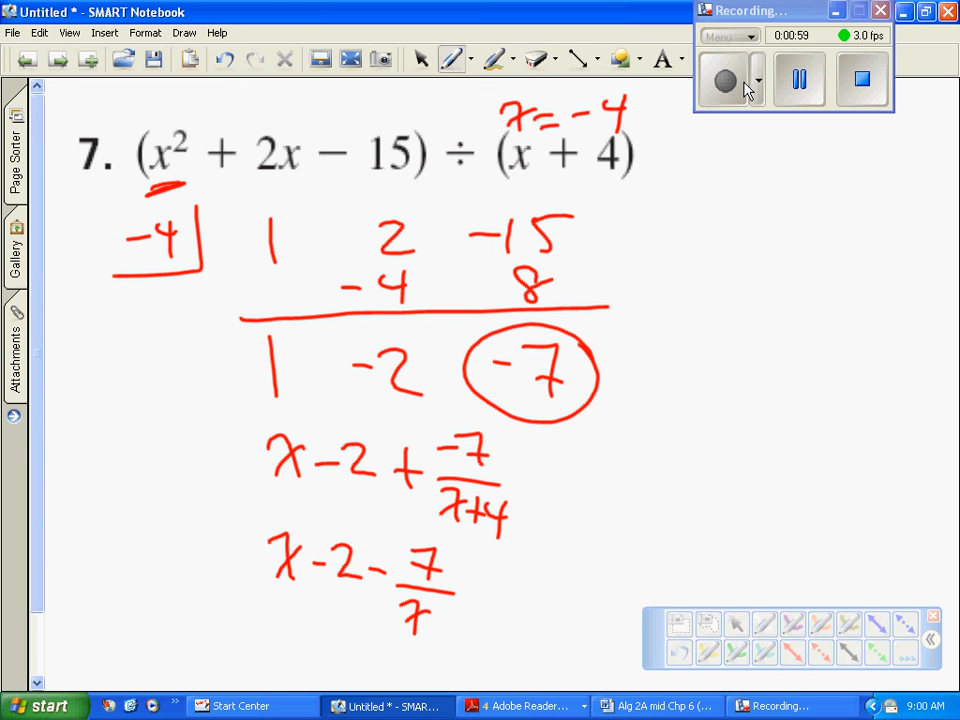 Untitled * - SMART Notebook
File Edit View Insert Format Draw Help
Recording...
Menu 0:00:59 3.0 fps
Page Sorter
Gallery
Attachments
x = -4
7. (x² + 2x − 15) ÷ (x + 4)
-4 1 2 -15
-4 8
1 -2 -7
x - 2 + -7/x+4
x - 2 - 7/x
start Start Center Untitled * - SMAR... 4 Adobe Reader... Alg 2A mid Chp 6 (... Recording... 9:00 AM